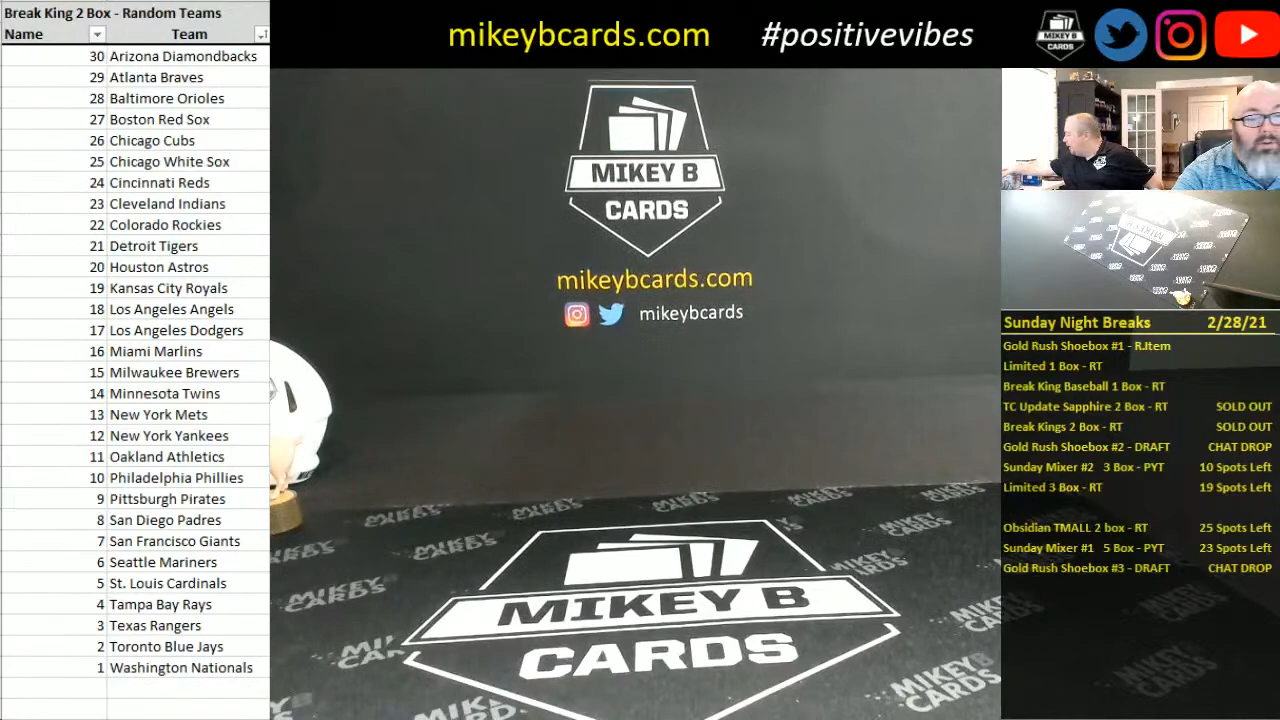 Break King 2 Box - Random Teams
Name Team
30 Arizona Diamondbacks
29 Atlanta Braves
28 Baltimore Orioles
27 Boston Red Sox
26 Chicago Cubs
25 Chicago White Sox
24 Cincinnati Reds
23 Cleveland Indians
22 Colorado Rockies
21 Detroit Tigers
20 Houston Astros
19 Kansas City Royals
18 Los Angeles Angels
17 Los Angeles Dodgers
16 Miami Marlins
15 Milwaukee Brewers
14 Minnesota Twins
13 New York Mets
12 New York Yankees
11 Oakland Athletics
10 Philadelphia Phillies
9 Pittsburgh Pirates
8 San Diego Padres
7 San Francisco Giants
6 Seattle Mariners
5 St. Louis Cardinals
4 Tampa Bay Rays
3 Texas Rangers
2 Toronto Blue Jays
1 Washington Nationals
mikeybcards.com #positivevibes
MIKEY B
CARDS
MIKEY B
CARDS
mikeybcards.com
mikeybcards
MIKEY B
CARDS
MIKEY
CARDS
Sunday Night Breaks 2/28/21
Gold Rush Shoebox #1 - R.Item
Limited 1 Box - RT
Break King Baseball 1 Box - RT
TC Update Sapphire 2 Box - RT SOLD OUT
Break Kings 2 Box - RT SOLD OUT
Gold Rush Shoebox #2 - DRAFT CHAT DROP
Sunday Mixer #2 3 Box - PYT 10 Spots Left
Limited 3 Box - RT 19 Spots Left
Obsidian TMALL 2 box - RT 25 Spots Left
Sunday Mixer #1 5 Box - PYT 23 Spots Left
Gold Rush Shoebox #3 - DRAFT CHAT DROP